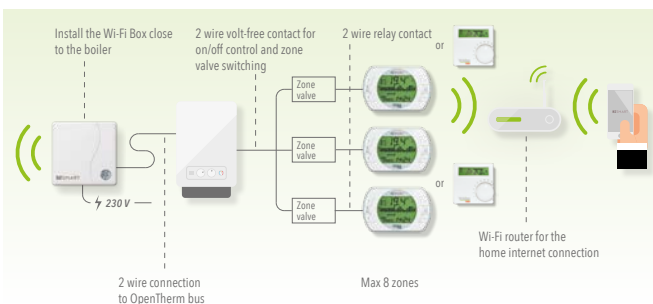 Install the Wi-Fi Box close
to the boiler
2 wire volt-free contact for
on/off control and zone
valve switching
2 wire relay contact
or
Zone
valve
Zone
valve
Zone
valve
or
230 V
2 wire connection
to OpenTherm bus
Max 8 zones
Wi-Fi router for the
home internet connection